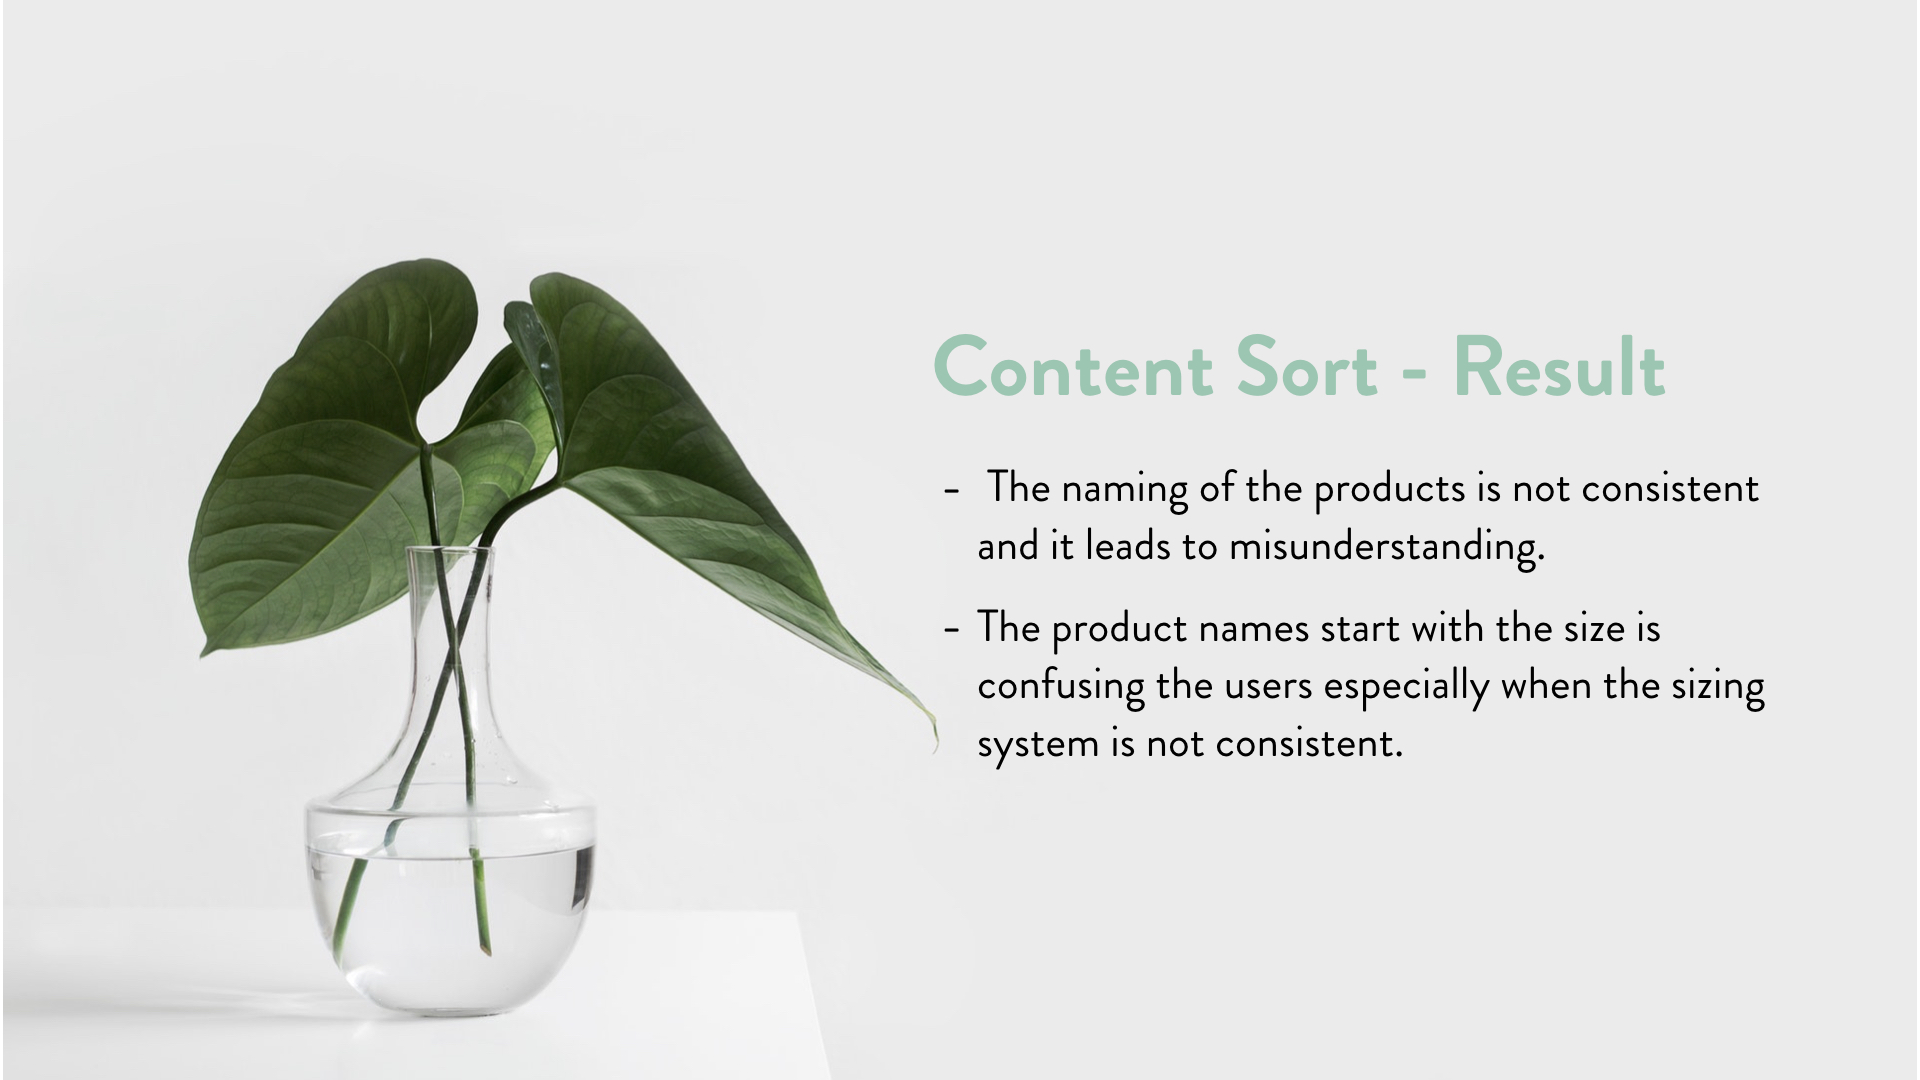 Content Sort - Result
- The naming of the products is not consistent
and it leads to misunderstanding.
- The product names start with the size is
confusing the users especially when the sizing
system is not consistent.